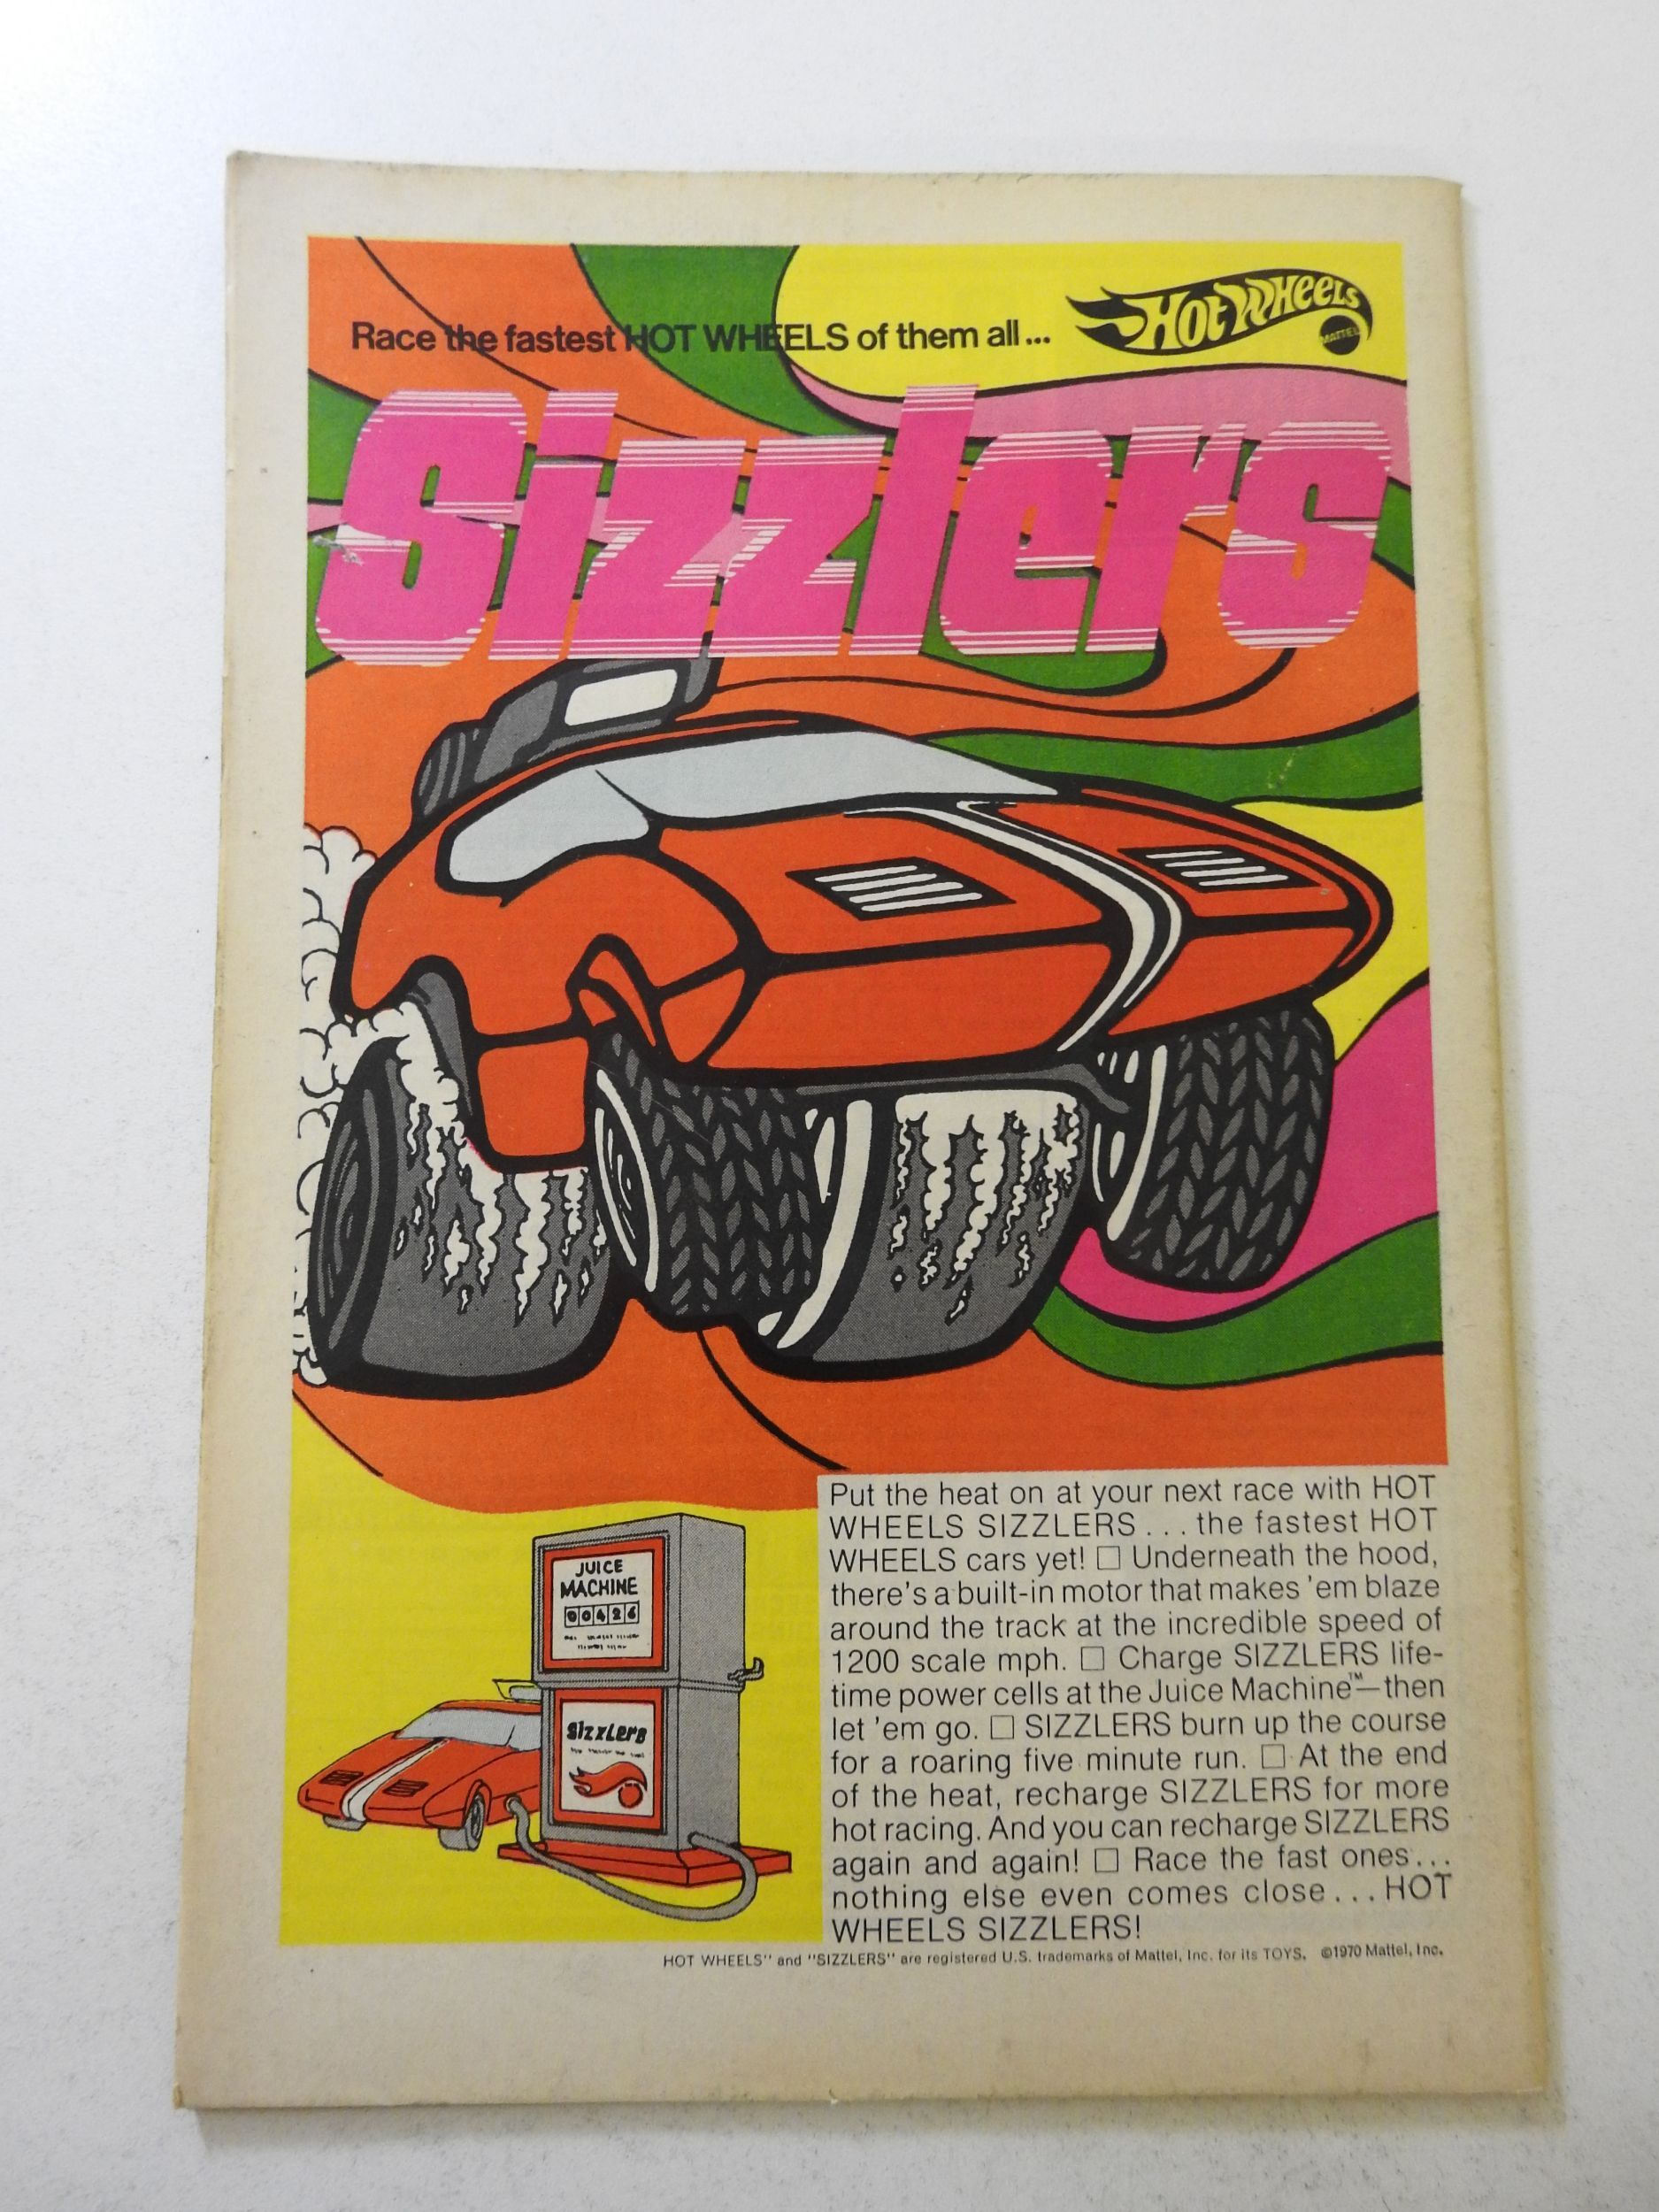 Race the fastest HOT WHEELS of them all...
Hot Wheels
MATTEL
Sizzlers
Put the heat on at your next race with HOT
WHEELS SIZZLERS... the fastest HOT
WHEELS cars yet! □ Underneath the hood,
there's a built-in motor that makes 'em blaze
around the track at the incredible speed of
1200 scale mph. □ Charge SIZZLERS life-
time power cells at the Juice Machine™—then
let 'em go. □ SIZZLERS burn up the course
for a roaring five minute run. □ At the end
of the heat, recharge SIZZLERS for more
hot racing. And you can recharge SIZZLERS
again and again! □ Race the fast ones...
nothing else even comes close... HOT
WHEELS SIZZLERS!
JUICE
MACHINE
00426
Sizzlers
HOT WHEELS" and "SIZZLERS" are registered U.S. trademarks of Mattel, Inc. for its TOYS. ©1970 Mattel, Inc.